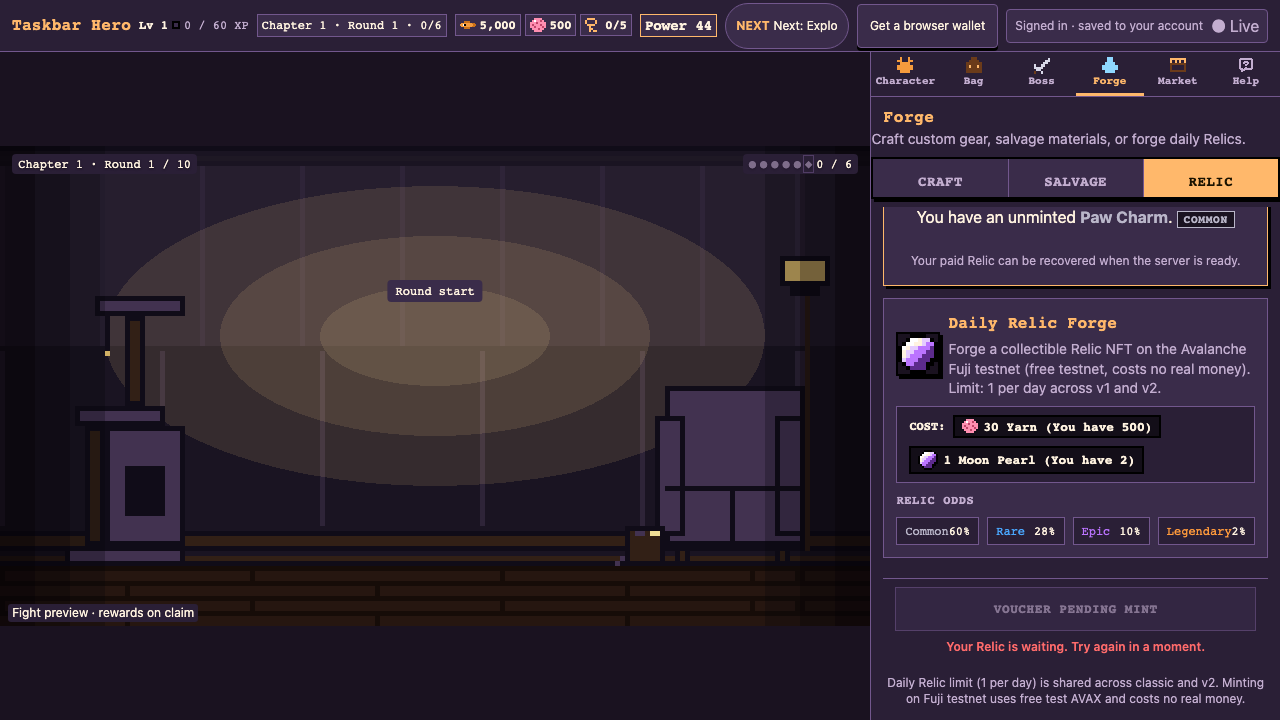 Taskbar Hero Lv 1 0 / 60 XP Chapter 1 · Round 1 · 0/6 5,000 500 0/5 Power 44 NEXT Next: Explo Get a browser wallet Signed in · saved to your account Live
Character Bag Boss Forge Market Help
Forge
Craft custom gear, salvage materials, or forge daily Relics.
CRAFT SALVAGE RELIC
Chapter 1 · Round 1 / 10
0 / 6
Round start
Fight preview · rewards on claim
You have an unminted Paw Charm. COMMON
Your paid Relic can be recovered when the server is ready.
Daily Relic Forge
Forge a collectible Relic NFT on the Avalanche
Fuji testnet (free testnet, costs no real money).
Limit: 1 per day across v1 and v2.
COST: 30 Yarn (You have 500)
1 Moon Pearl (You have 2)
RELIC ODDS
Common60% Rare 28% Epic 10% Legendary2%
VOUCHER PENDING MINT
Your Relic is waiting. Try again in a moment.
Daily Relic limit (1 per day) is shared across classic and v2. Minting
on Fuji testnet uses free test AVAX and costs no real money.